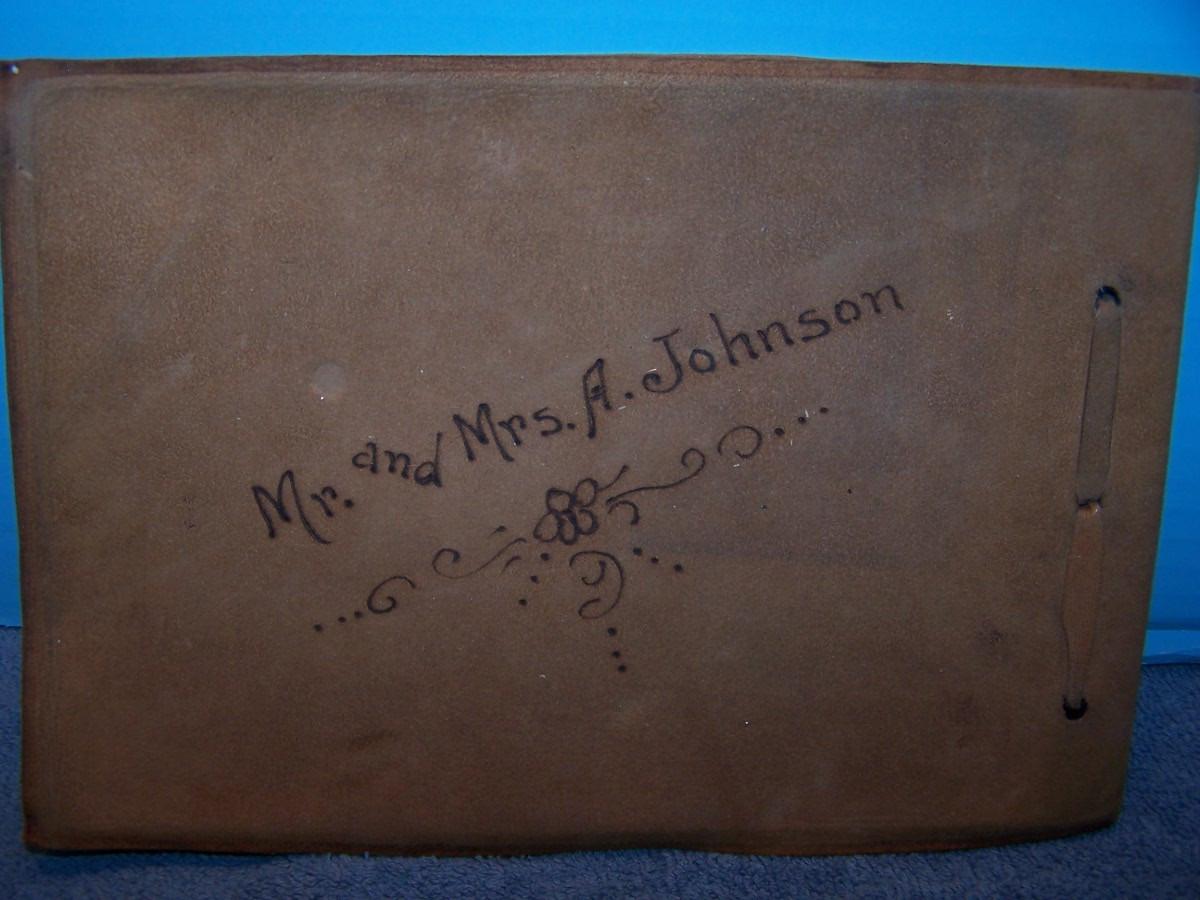 Mr. and Mrs. A. Johnson